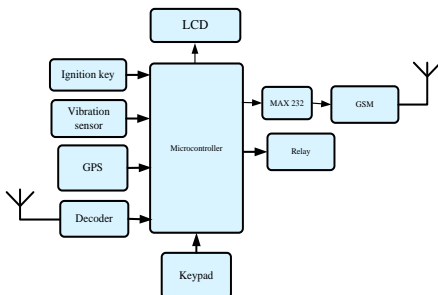 LCD
Ignition key
Vibration
sensor
GPS
Decoder
Microcontroller
MAX 232
GSM
Relay
Keypad